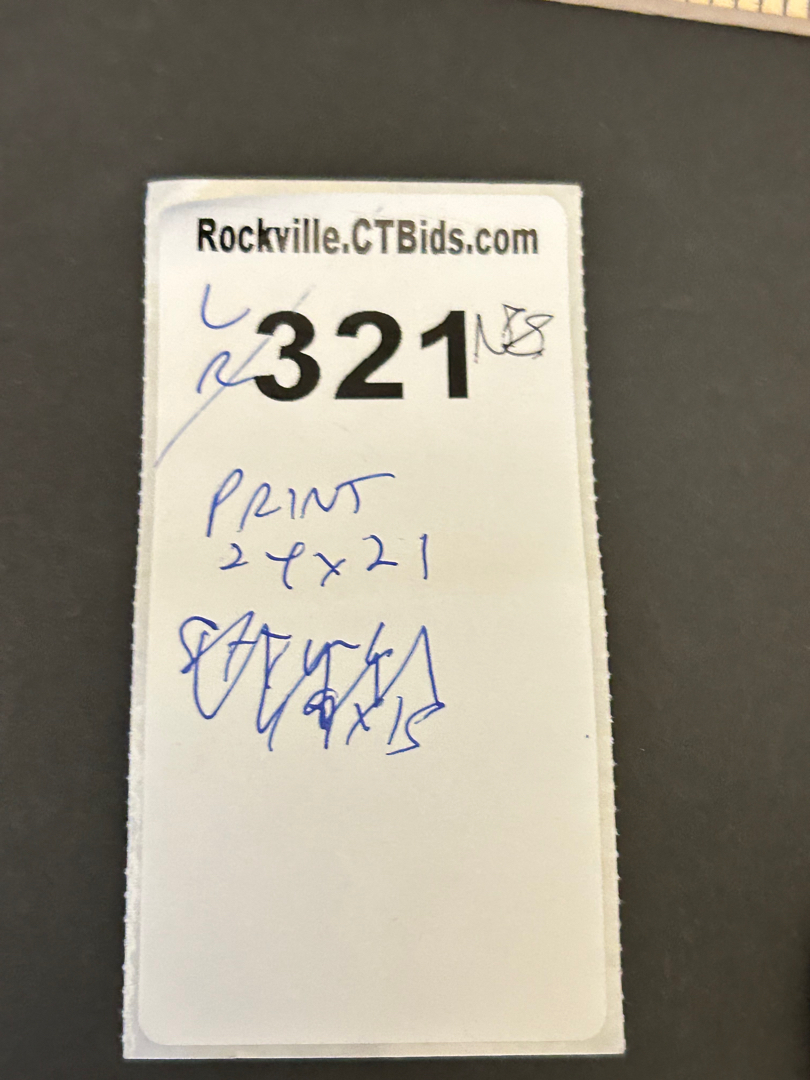 Rockville.CTBids.com
L
R
321
PRINT
24x21